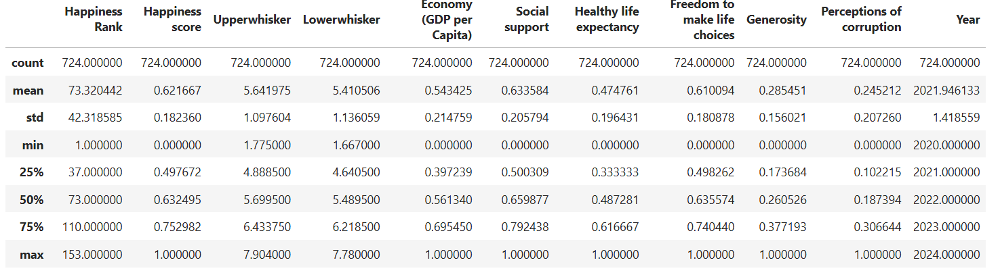 Happiness Rank Happiness score Upperwhisker Lowerwhisker Economy (GDP per Capita) Social support Healthy life expectancy Freedom to make life choices Generosity Perceptions of corruption Year
count 724.000000 724.000000 724.000000 724.000000 724.000000 724.000000 724.000000 724.000000 724.000000 724.000000 724.000000
mean 73.320442 0.621667 5.641975 5.410506 0.543425 0.633584 0.474761 0.610094 0.285451 0.245212 2021.946133
std 42.318585 0.182360 1.097604 1.136059 0.214759 0.205794 0.196431 0.180878 0.156021 0.207260 1.418559
min 1.000000 0.000000 1.775000 1.667000 0.000000 0.000000 0.000000 0.000000 0.000000 0.000000 2020.000000
25% 37.000000 0.497672 4.888500 4.640500 0.397239 0.500309 0.333333 0.498262 0.173684 0.102215 2021.000000
50% 73.000000 0.632495 5.699500 5.489500 0.561340 0.659877 0.487281 0.635574 0.260526 0.187394 2022.000000
75% 110.000000 0.752982 6.433750 6.218500 0.695450 0.792438 0.616667 0.740440 0.377193 0.306644 2023.000000
max 153.000000 1.000000 7.904000 7.780000 1.000000 1.000000 1.000000 1.000000 1.000000 1.000000 2024.000000